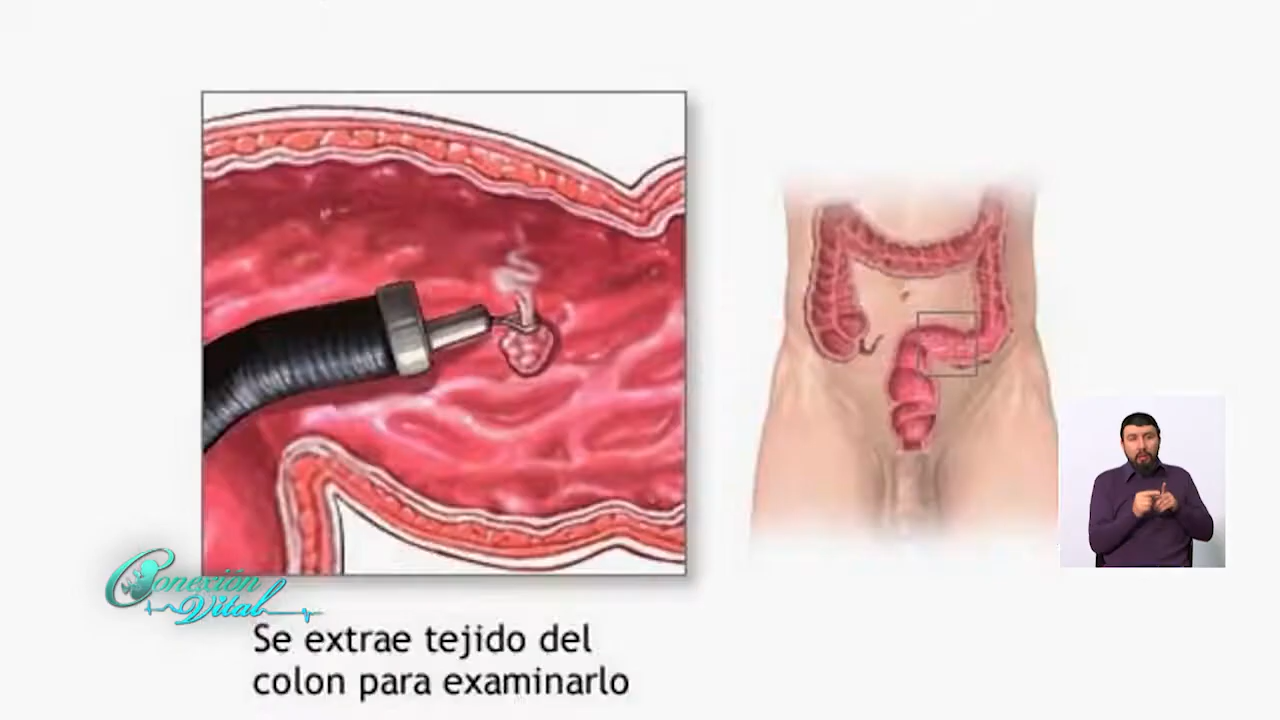 Conexión
Vital
Se extrae tejido del
colon para examinarlo